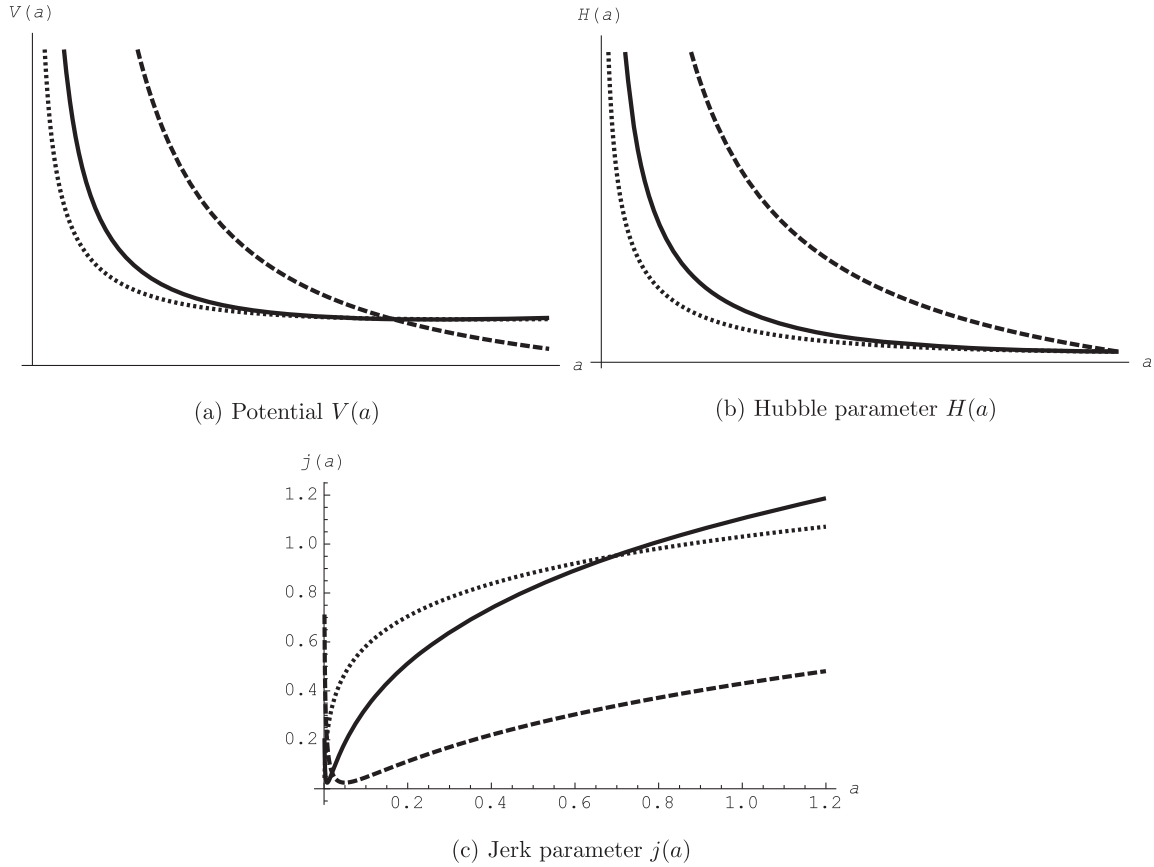 V(a)
H(a)
a
a
(a) Potential V(a)
(b) Hubble parameter H(a)
j(a)
1.2
1.0
0.8
0.6
0.4
0.2
a
0.2 0.4 0.6 0.8 1.0 1.2
(c) Jerk parameter j(a)